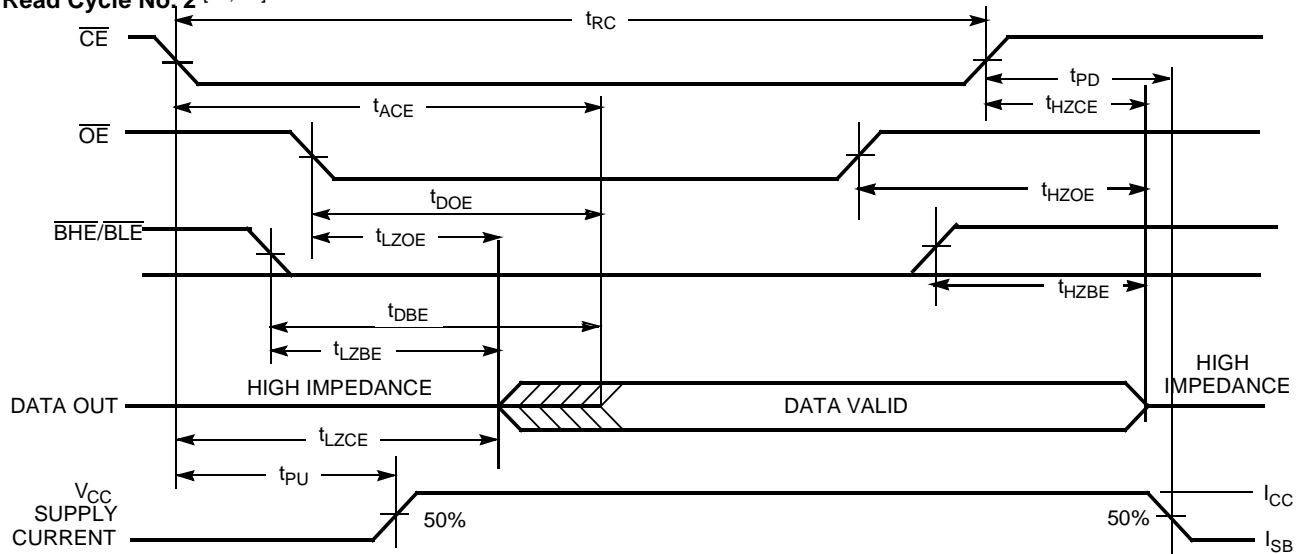 Read Cycle No. 2
tRC
CE
tPD
tACE
tHZCE
OE
tHZOE
tDOE
BHE/BLE
tLZOE
tHZBE
tDBE
tLZBE
HIGH IMPEDANCE
HIGH
IMPEDANCE
DATA OUT
DATA VALID
tLZCE
tPU
VCC
SUPPLY
CURRENT
50%
50%
ICC
ISB